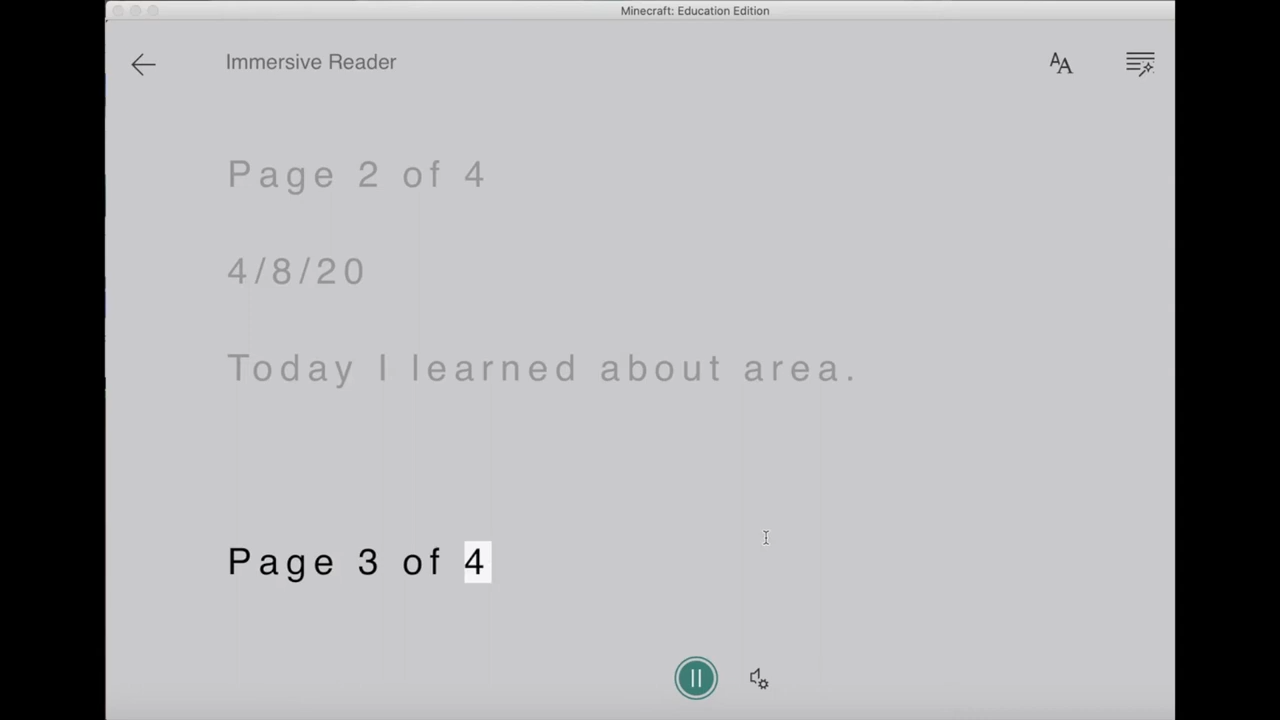 Minecraft: Education Edition
Immersive Reader
Page 2 of 4
4/8/20
Today I learned about area.
Page 3 of 4